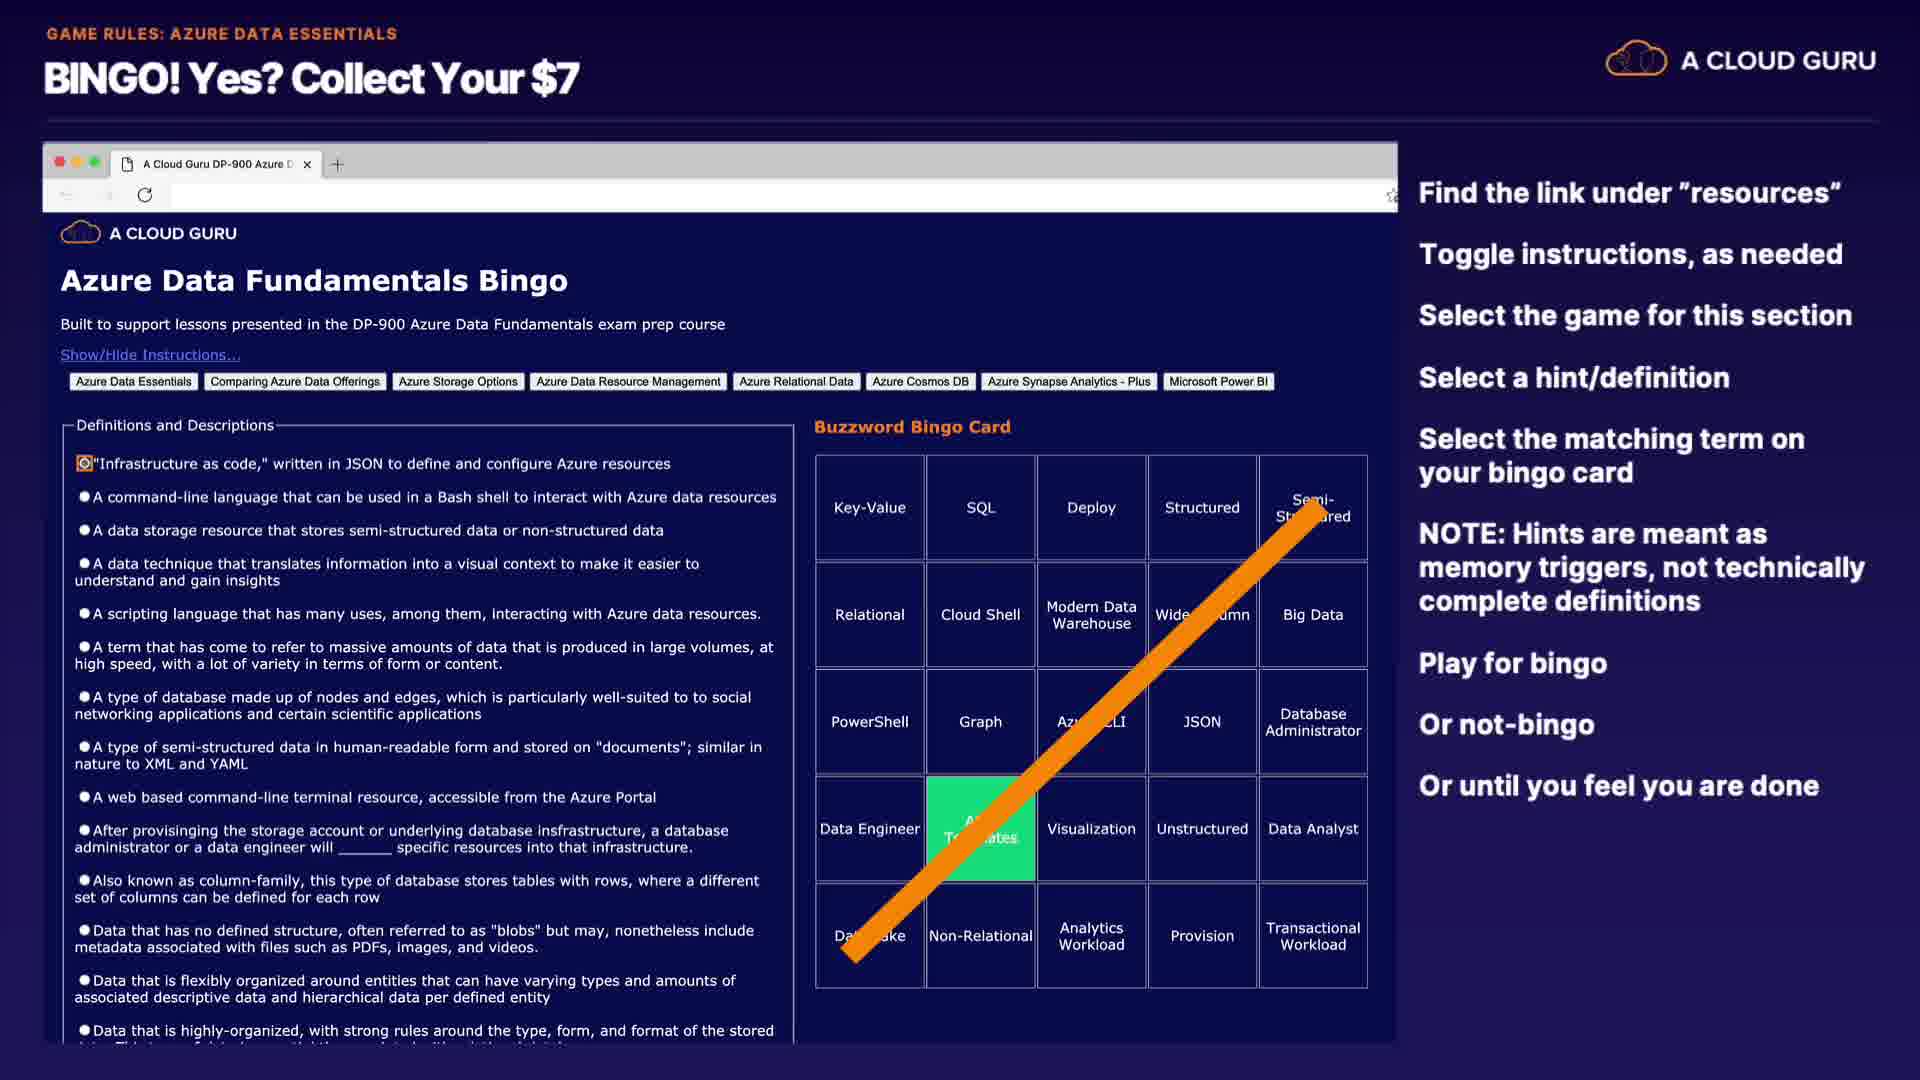 GAME RULES: AZURE DATA ESSENTIALS
BINGO! Yes? Collect Your $7
A CLOUD GURU
A Cloud Guru DP-900 Azure D
A CLOUD GURU
Azure Data Fundamentals Bingo
Built to support lessons presented in the DP-900 Azure Data Fundamentals exam prep course
Show/Hide Instructions...
Azure Data Essentials
Comparing Azure Data Offerings
Azure Storage Options
Azure Data Resource Management
Azure Relational Data
Azure Cosmos DB
Azure Synapse Analytics - Plus
Microsoft Power BI
Definitions and Descriptions
"Infrastructure as code," written in JSON to define and configure Azure resources
A command-line language that can be used in a Bash shell to interact with Azure data resources
A data storage resource that stores semi-structured data or non-structured data
A data technique that translates information into a visual context to make it easier to
understand and gain insights
A scripting language that has many uses, among them, interacting with Azure data resources.
A term that has come to refer to massive amounts of data that is produced in large volumes, at
high speed, with a lot of variety in terms of form or content.
A type of database made up of nodes and edges, which is particularly well-suited to to social
networking applications and certain scientific applications
A type of semi-structured data in human-readable form and stored on "documents"; similar in
nature to XML and YAML
A web based command-line terminal resource, accessible from the Azure Portal
After provisinging the storage account or underlying database insfrastructure, a database
administrator or a data engineer will ______ specific resources into that infrastructure.
Also known as column-family, this type of database stores tables with rows, where a different
set of columns can be defined for each row
Data that has no defined structure, often referred to as "blobs" but may, nonetheless include
metadata associated with files such as PDFs, images, and videos.
Data that is flexibly organized around entities that can have varying types and amounts of
associated descriptive data and hierarchical data per defined entity
Data that is highly-organized, with strong rules around the type, form, and format of the stored
Buzzword Bingo Card
Key-Value
SQL
Deploy
Structured
Semi-
Relational
Cloud Shell
Modern Data
Warehouse
Big Data
PowerShell
Graph
JSON
Database
Administrator
Data Engineer
Visualization
Unstructured
Data Analyst
Non-Relational
Analytics
Workload
Provision
Transactional
Workload
Find the link under "resources"
Toggle instructions, as needed
Select the game for this section
Select a hint/definition
Select the matching term on
your bingo card
NOTE: Hints are meant as
memory triggers, not technically
complete definitions
Play for bingo
Or not-bingo
Or until you feel you are done